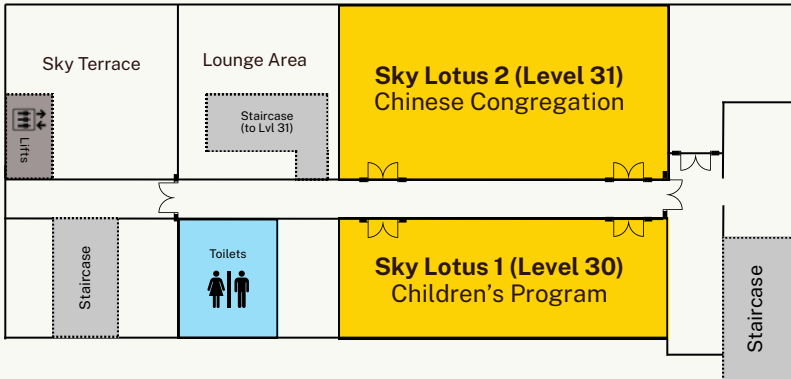 Sky Terrace
Lounge Area
Sky Lotus 2 (Level 31)
Chinese Congregation
Lifts
Staircase
(to Lvl 31)
Staircase
Toilets
Sky Lotus 1 (Level 30)
Children's Program
Staircase